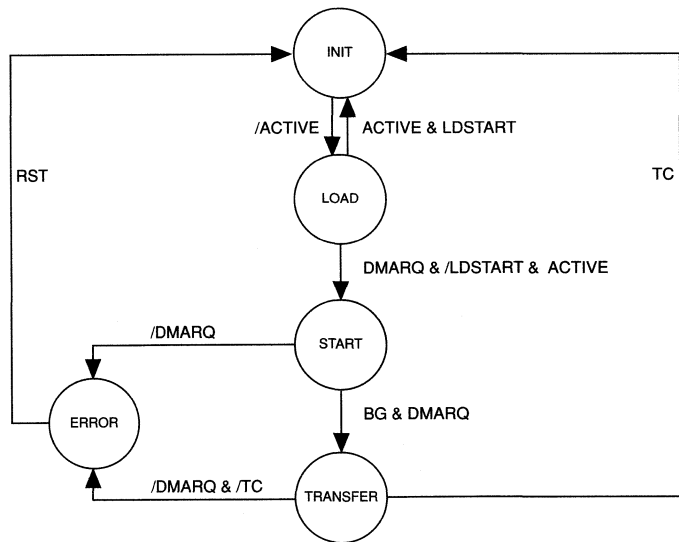 INIT
/ACTIVE
ACTIVE & LDSTART
RST
TC
LOAD
DMARQ & /LDSTART & ACTIVE
/DMARQ
START
ERROR
BG & DMARQ
/DMARQ & /TC
TRANSFER